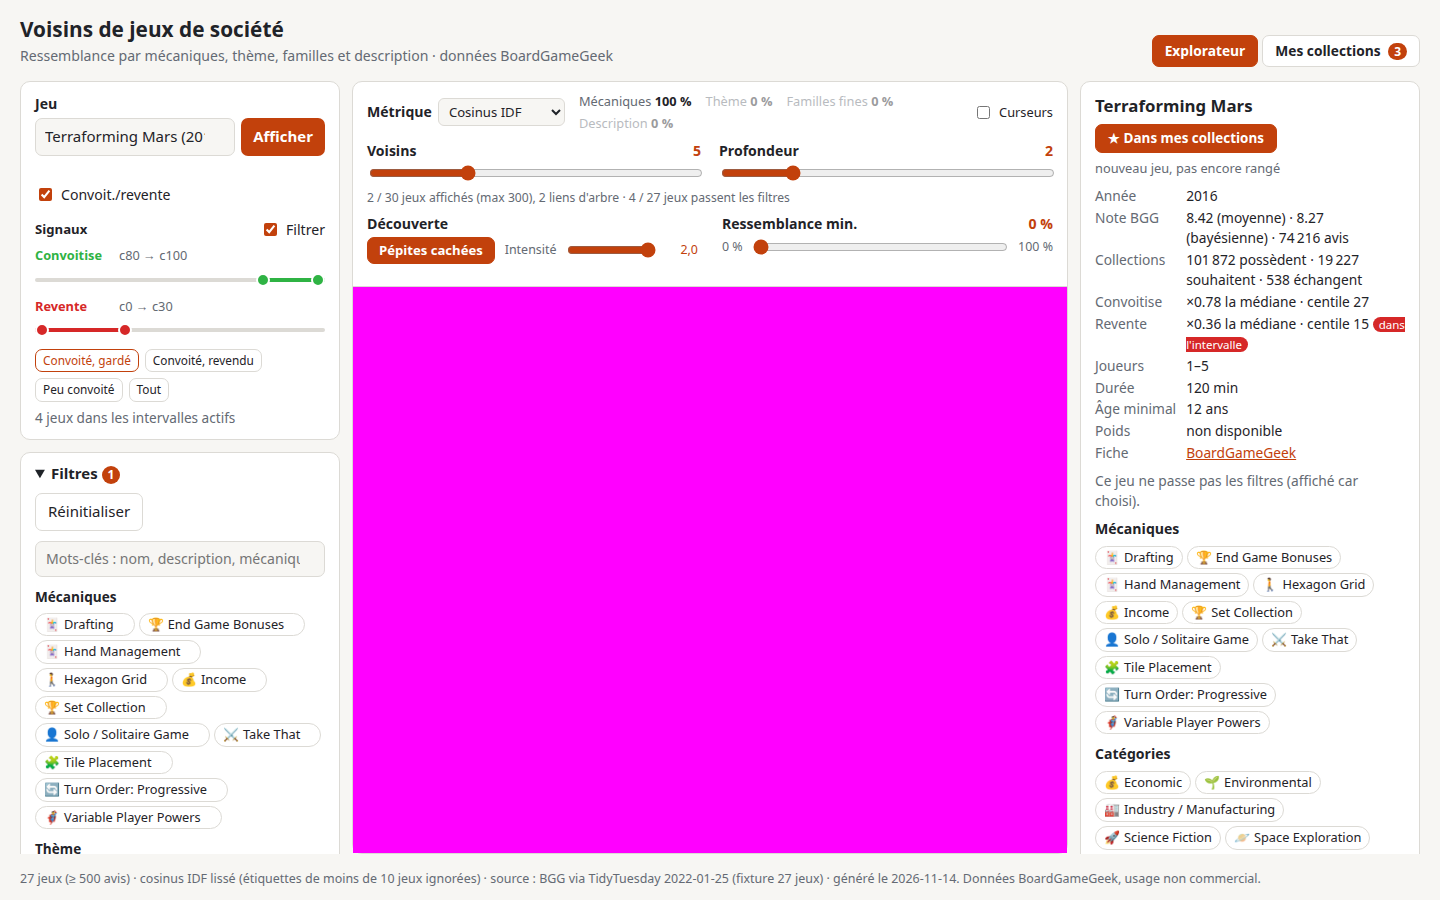 Voisins de jeux de société
Ressemblance par mécaniques, thème, familles et description · données BoardGameGeek
Explorateur
Mes collections 3
Jeu
Terraforming Mars (20
Afficher
Convoit./revente
Signaux
Filtrer
Convoitise c80 → c100
Revente c0 → c30
Convoité, gardé
Convoité, revendu
Peu convoité
Tout
4 jeux dans les intervalles actifs
▼ Filtres 1
Réinitialiser
Mots-clés : nom, description, mécaniqu
Mécaniques
Drafting
End Game Bonuses
Hand Management
Hexagon Grid
Income
Set Collection
Solo / Solitaire Game
Take That
Tile Placement
Turn Order: Progressive
Variable Player Powers
Thème
Métrique
Cosinus IDF
Mécaniques 100 % Thème 0 % Familles fines 0 %
Description 0 %
Curseurs
Voisins 5
Profondeur 2
2 / 30 jeux affichés (max 300), 2 liens d'arbre · 4 / 27 jeux passent les filtres
Découverte
Pépites cachées
Intensité 2,0
Ressemblance min. 0 %
0 % 100 %
Terraforming Mars
★ Dans mes collections
nouveau jeu, pas encore rangé
Année 2016
Note BGG 8.42 (moyenne) · 8.27
(bayésienne) · 74 216 avis
Collections 101 872 possèdent · 19 227
souhaitent · 538 échangent
Convoitise ×0.78 la médiane · centile 27
Revente ×0.36 la médiane · centile 15 dans
l'intervalle
Joueurs 1–5
Durée 120 min
Âge minimal 12 ans
Poids non disponible
Fiche BoardGameGeek
Ce jeu ne passe pas les filtres (affiché car
choisi).
Mécaniques
Drafting
End Game Bonuses
Hand Management
Hexagon Grid
Income
Set Collection
Solo / Solitaire Game
Take That
Tile Placement
Turn Order: Progressive
Variable Player Powers
Catégories
Economic
Environmental
Industry / Manufacturing
Science Fiction
Space Exploration
27 jeux (≥ 500 avis) · cosinus IDF lissé (étiquettes de moins de 10 jeux ignorées) · source : BGG via TidyTuesday 2022-01-25 (fixture 27 jeux) · généré le 2026-11-14. Données BoardGameGeek, usage non commercial.